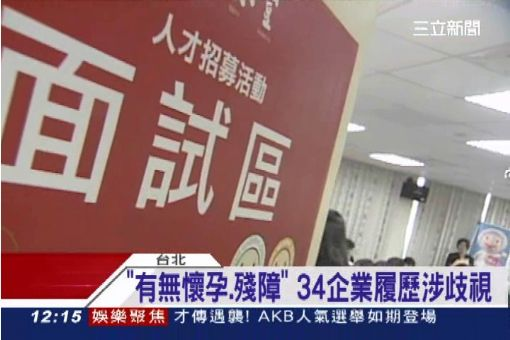 三立新聞
人才招募活動
面試區
台北
"有無懷孕.殘障" 34企業履歷涉歧視
12:15 娛樂聚焦 才傳遇襲! AKB人氣選舉如期登場